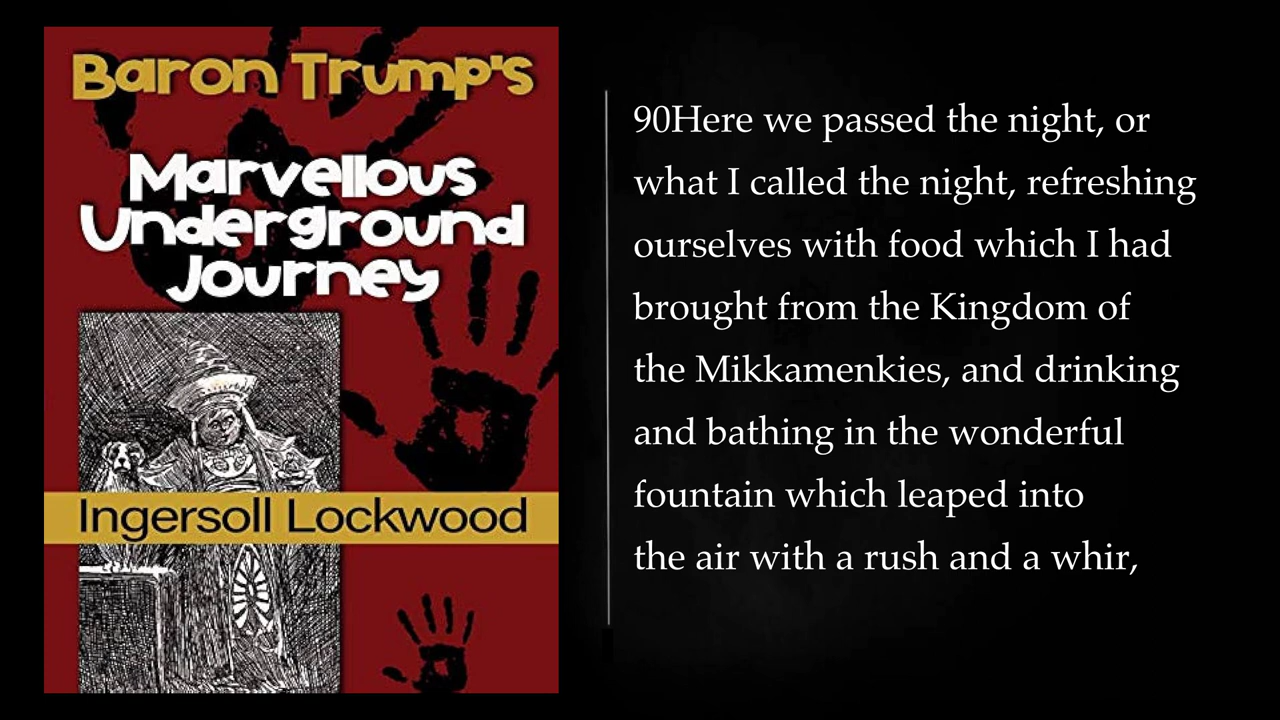 Baron Trump's
Marvellous
Underground
Journey
Ingersoll Lockwood
90Here we passed the night, or
what I called the night, refreshing
ourselves with food which I had
brought from the Kingdom of
the Mikkamenkies, and drinking
and bathing in the wonderful
fountain which leaped into
the air with a rush and a whir,